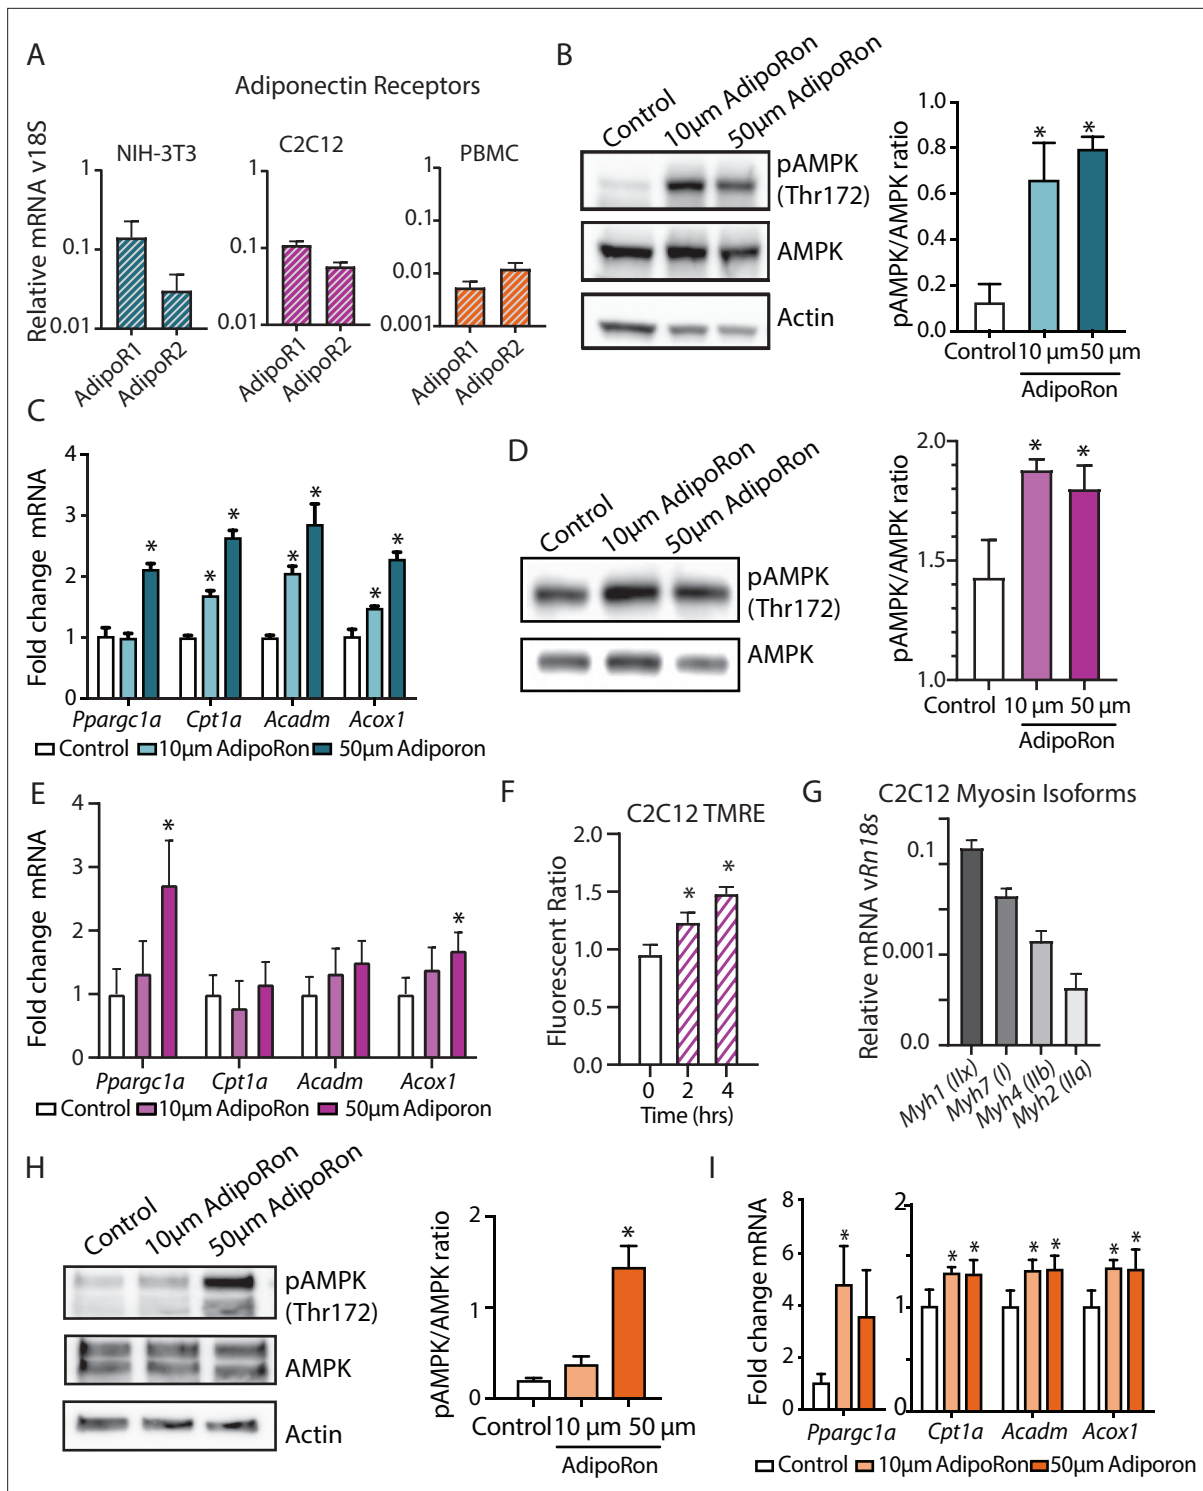 A
Adiponectin Receptors
Relative mRNA v18S
NIH-3T3
1
0.1
0.01
AdipoR1
AdipoR2
C2C12
1
0.1
0.01
AdipoR1
AdipoR2
PBMC
1
0.1
0.01
0.001
AdipoR1
AdipoR2
B
Control
10µm AdipoRon
50µm AdipoRon
pAMPK
(Thr172)
AMPK
Actin
pAMPK/AMPK ratio
1.0
0.8
0.6
0.4
0.2
0.0
* *
Control 10 µm 50 µm
AdipoRon
C
Fold change mRNA
4
3
2
1
0
* * * * * * *
Ppargc1a Cpt1a Acadm Acox1
Control 10µm AdipoRon 50µm Adiporon
D
Control
10µm AdipoRon
50µm AdipoRon
pAMPK
(Thr172)
AMPK
pAMPK/AMPK ratio
2.0
1.5
1.0
* *
Control 10 µm 50 µm
AdipoRon
E
Fold change mRNA
4
3
2
1
0
* *
Ppargc1a Cpt1a Acadm Acox1
Control 10µm AdipoRon 50µm Adiporon
F
C2C12 TMRE
Fluorescent Ratio
2.0
1.5
1.0
0.5
0.0
* *
0 2 4
Time (hrs)
G
C2C12 Myosin Isoforms
Relative mRNA vRn18s
0.1
0.001
0.0
Myh1 (IIx)
Myh7 (I)
Myh4 (IIb)
Myh2 (IIa)
H
Control
10µm AdipoRon
50µm AdipoRon
pAMPK
(Thr172)
AMPK
Actin
pAMPK/AMPK ratio
2
1
0
*
Control 10 µm 50 µm
AdipoRon
I
Fold change mRNA
8
6
4
2
0
*
Ppargc1a
2
1
0
* * * * * *
Cpt1a Acadm Acox1
Control 10µm AdipoRon 50µm Adiporon